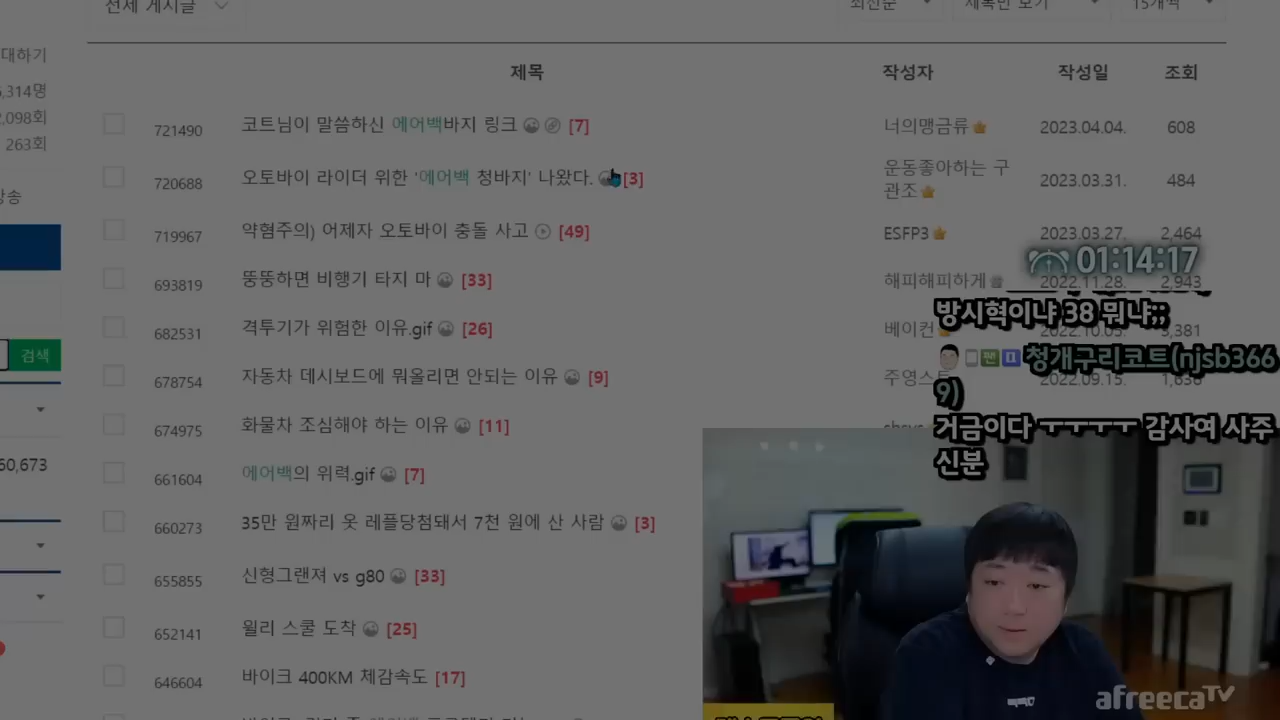 전체 게시글
최신순
제목만 보기
15개씩
대하기
,314명
,098회
263회
방송
검색
60,673
제목 작성자 작성일 조회
721490 코트님이 말씀하신 에어백바지 링크 [7] 너의맹금류 2023.04.04. 608
720688 오토바이 라이더 위한 '에어백 청바지' 나왔다. [3] 운동좋아하는 구
관조 2023.03.31. 484
719967 약혐주의) 어제자 오토바이 충돌 사고 [49] ESFP3 2023.03.27. 2,464
693819 뚱뚱하면 비행기 타지 마 [33] 해피해피하게 2022.11.28. 2,943
682531 격투기가 위험한 이유.gif [26] 베이컨
678754 자동차 데시보드에 뭐올리면 안되는 이유 [9] 주영스트 2022.09.15.
674975 화물차 조심해야 하는 이유 [11]
661604 에어백의 위력.gif [7]
660273 35만 원짜리 옷 레플당첨돼서 7천 원에 산 사람 [3]
655855 신형그랜져 vs g80 [33]
652141 윌리 스쿨 도착 [25]
646604 바이크 400KM 체감속도 [17]
01:14:17
방시혁이냐 38 뭐냐;;
팬 청개구리코트(njsb366
9)
거금이다 ㅜㅜㅜㅜ 감사여 사주
신분
afreecaTV